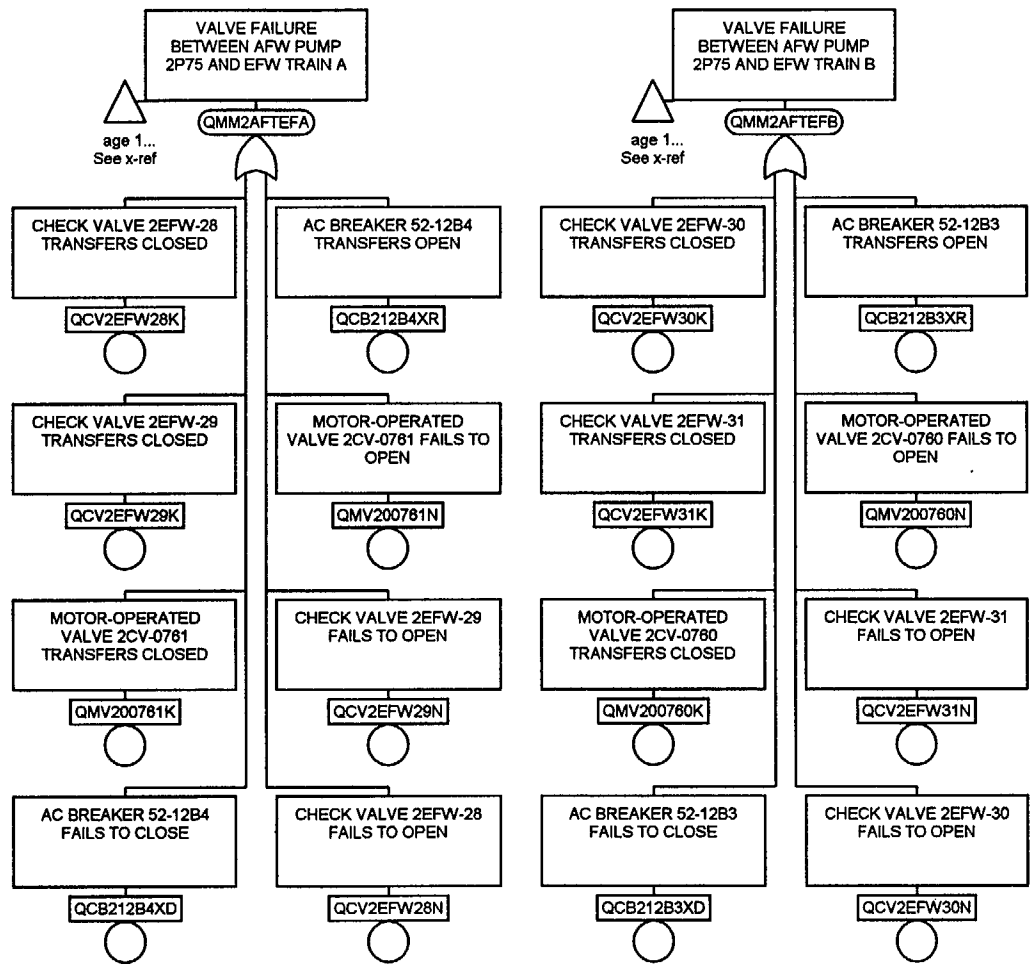 VALVE FAILURE
BETWEEN AFW PUMP
2P75 AND EFW TRAIN A
age 1...
See x-ref
QMM2AFTEFA
CHECK VALVE 2EFW-28
TRANSFERS CLOSED
QCV2EFW28K
AC BREAKER 52-12B4
TRANSFERS OPEN
QCB212B4XR
CHECK VALVE 2EFW-29
TRANSFERS CLOSED
QCV2EFW29K
MOTOR-OPERATED
VALVE 2CV-0761 FAILS TO
OPEN
QMV200761N
MOTOR-OPERATED
VALVE 2CV-0761
TRANSFERS CLOSED
QMV200761K
CHECK VALVE 2EFW-29
FAILS TO OPEN
QCV2EFW29N
AC BREAKER 52-12B4
FAILS TO CLOSE
QCB212B4XD
CHECK VALVE 2EFW-28
FAILS TO OPEN
QCV2EFW28N
VALVE FAILURE
BETWEEN AFW PUMP
2P75 AND EFW TRAIN B
age 1...
See x-ref
QMM2AFTEFB
CHECK VALVE 2EFW-30
TRANSFERS CLOSED
QCV2EFW30K
AC BREAKER 52-12B3
TRANSFERS OPEN
QCB212B3XR
CHECK VALVE 2EFW-31
TRANSFERS CLOSED
QCV2EFW31K
MOTOR-OPERATED
VALVE 2CV-0760 FAILS TO
OPEN
QMV200760N
MOTOR-OPERATED
VALVE 2CV-0760
TRANSFERS CLOSED
QMV200760K
CHECK VALVE 2EFW-31
FAILS TO OPEN
QCV2EFW31N
AC BREAKER 52-12B3
FAILS TO CLOSE
QCB212B3XD
CHECK VALVE 2EFW-30
FAILS TO OPEN
QCV2EFW30N